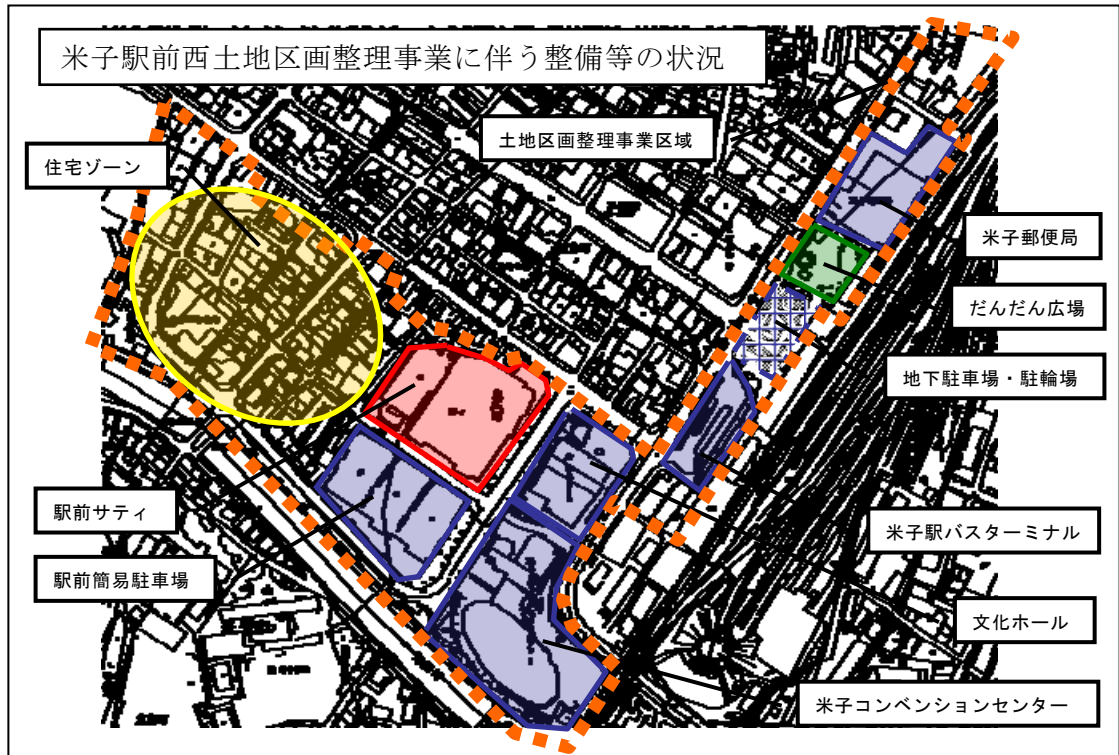 米子駅前西土地区画整理事業に伴う整備等の状況
土地区画整理事業区域
住宅ゾーン
米子郵便局
だんだん広場
地下駐車場・駐輪場
駅前サティ
米子駅バスターミナル
駅前簡易駐車場
文化ホール
米子コンベンションセンター